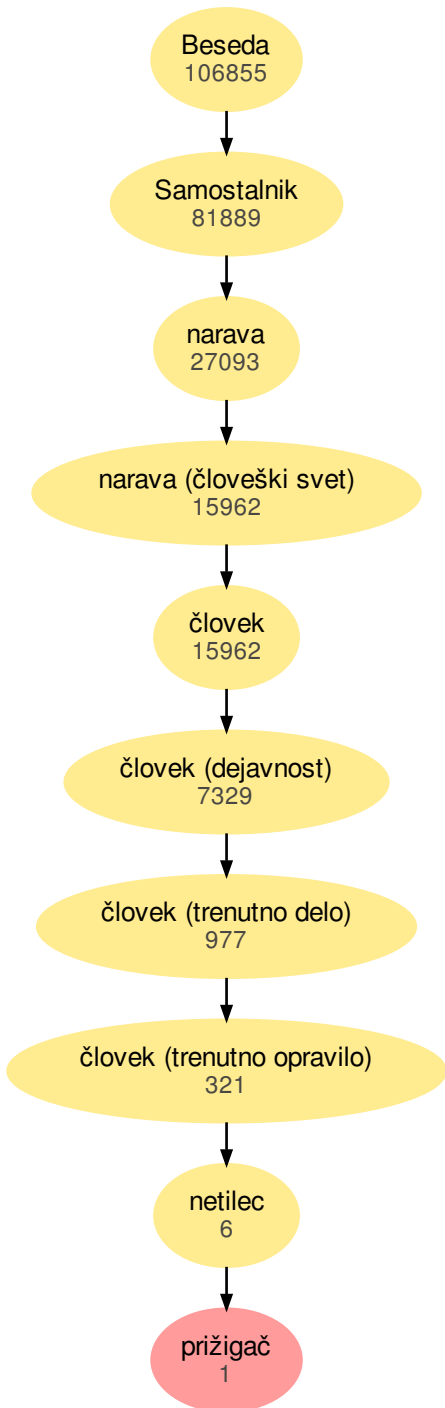 Beseda
106855
Samostalnik
81889
narava
27093
narava (človeški svet)
15962
človek
15962
človek (dejavnost)
7329
človek (trenutno delo)
977
človek (trenutno opravilo)
321
netilec
6
prižigač
1